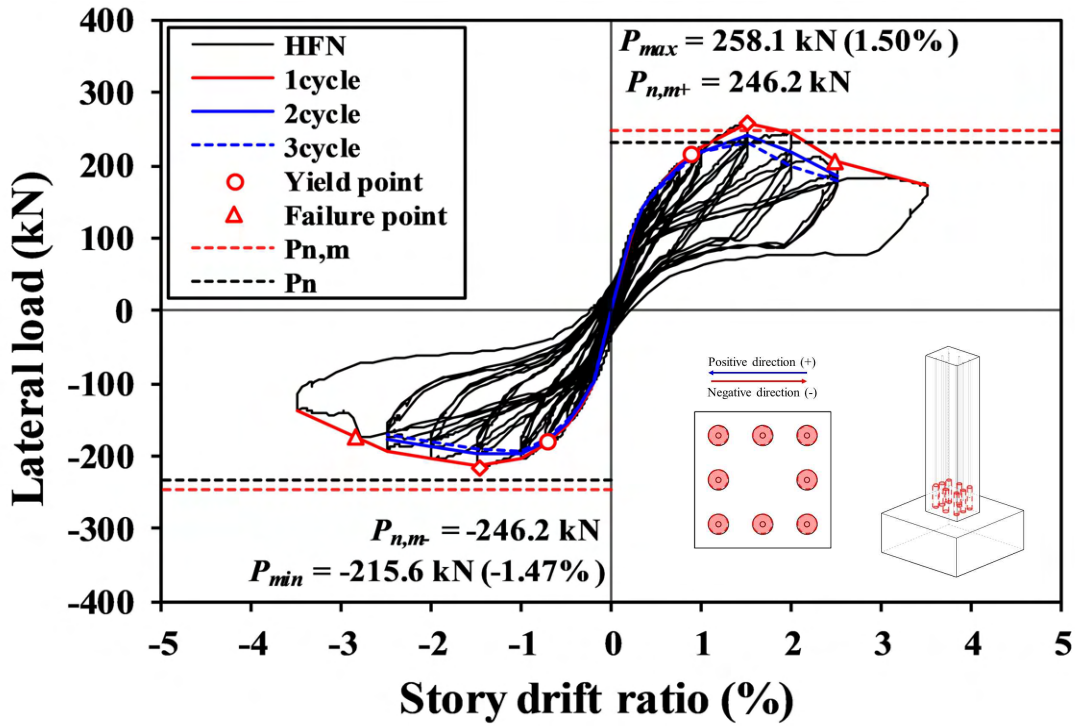 400
300
200
100
0
-100
-200
-300
-400
Lateral load (kN)
HFN
1cycle
2cycle
3cycle
Yield point
Failure point
Pn,m
Pn
Pmax = 258.1 kN (1.50%)
Pn,m+ = 246.2 kN
Positive direction (+)
Negative direction (-)
Pn,m- = -246.2 kN
Pmin = -215.6 kN (-1.47%)
-5 -4 -3 -2 -1 0 1 2 3 4 5
Story drift ratio (%)